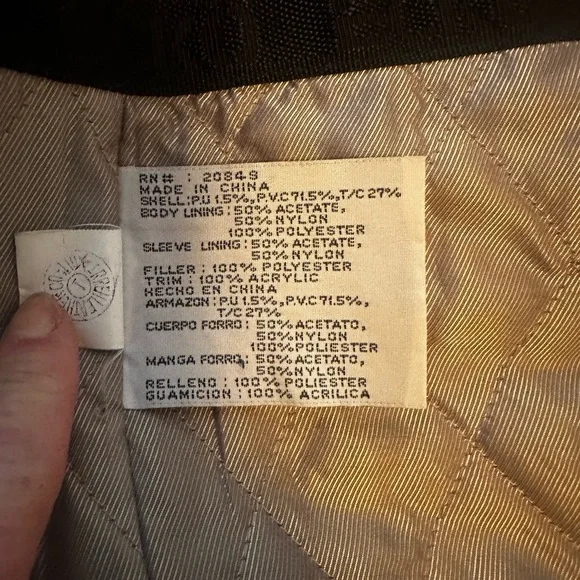 RN# : 20849
MADE IN CHINA
SHELL:P.U 1.5%,P.V.C71.5%,T/C 27%
BODY LINING:50% ACETATE,
50%NYLON
100% POLYESTER
SLEEVE LINING:50% ACETATE,
50%NYLON
FILLER:100% POLYESTER
TRIM:100% ACRYLIC
HECHO EN CHINA
ARMAZON:P.U 1.5%,P.V.C71.5%,
T/C 27%
CUERPO FORRO:50% ACETATO,
50%NYLON
100%POLIESTER
MANGA FORRO:50% ACETATO,
50%NYLON
RELLENO:100% POLIESTER
GUAMICION:100% ACRILICA